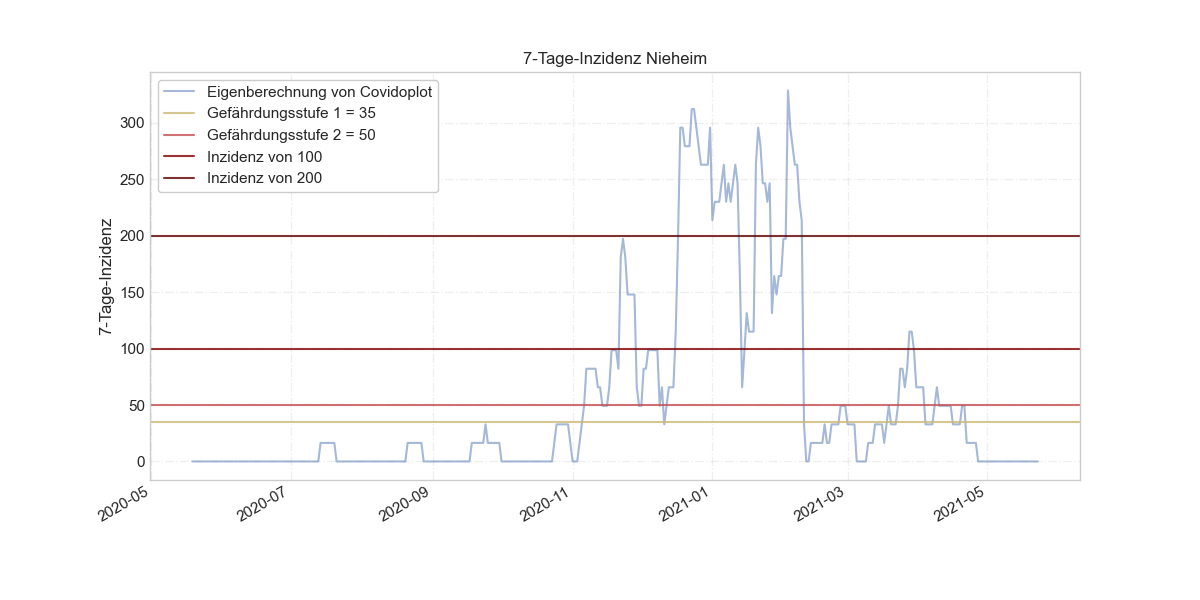 7-Tage-Inzidenz Nieheim
Eigenberechnung von Covidoplot
Gefährdungsstufe 1 = 35
Gefährdungsstufe 2 = 50
Inzidenz von 100
Inzidenz von 200
7-Tage-Inzidenz
300
250
200
150
100
50
0
2020-05
2020-07
2020-09
2020-11
2021-01
2021-03
2021-05